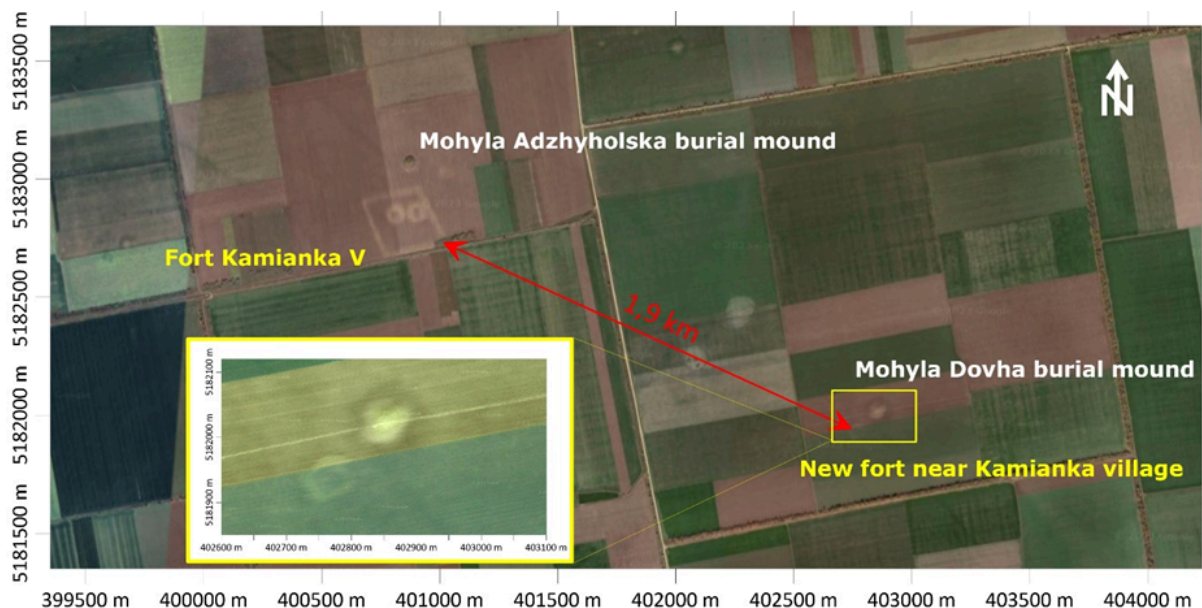 5183500 m
5183000 m
5182500 m
5182000 m
5181500 m
N
Mohyla Adzhyholska burial mound
Fort Kamianka V
1,9 km
Mohyla Dovha burial mound
New fort near Kamianka village
5182100 m
5182000 m
5181900 m
402600 m 402700 m 402800 m 402900 m 403000 m 403100 m
399500 m 400000 m 400500 m 401000 m 401500 m 402000 m 402500 m 403000 m 403500 m 404000 m